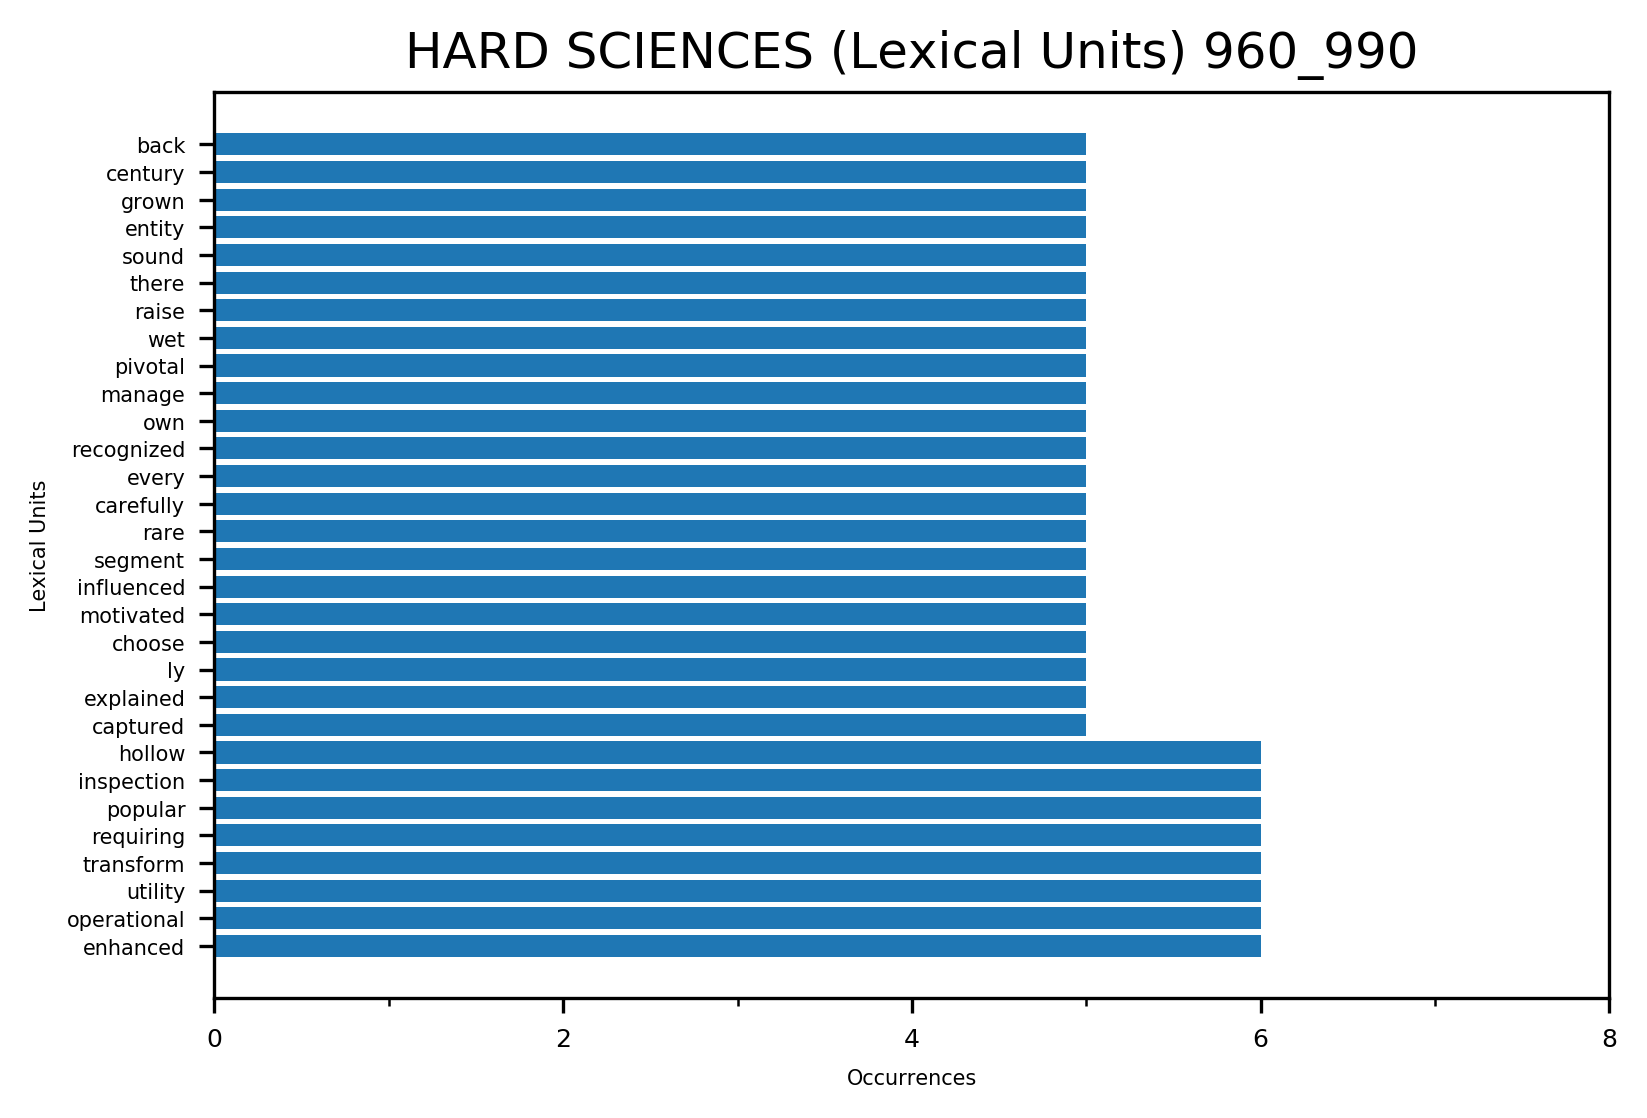 HARD SCIENCES (Lexical Units) 960_990
back
century
grown
entity
sound
there
raise
wet
pivotal
manage
own
recognized
every
carefully
rare
segment
influenced
motivated
choose
ly
explained
captured
hollow
inspection
popular
requiring
transform
utility
operational
enhanced
Lexical Units
0 2 4 6 8
Occurrences